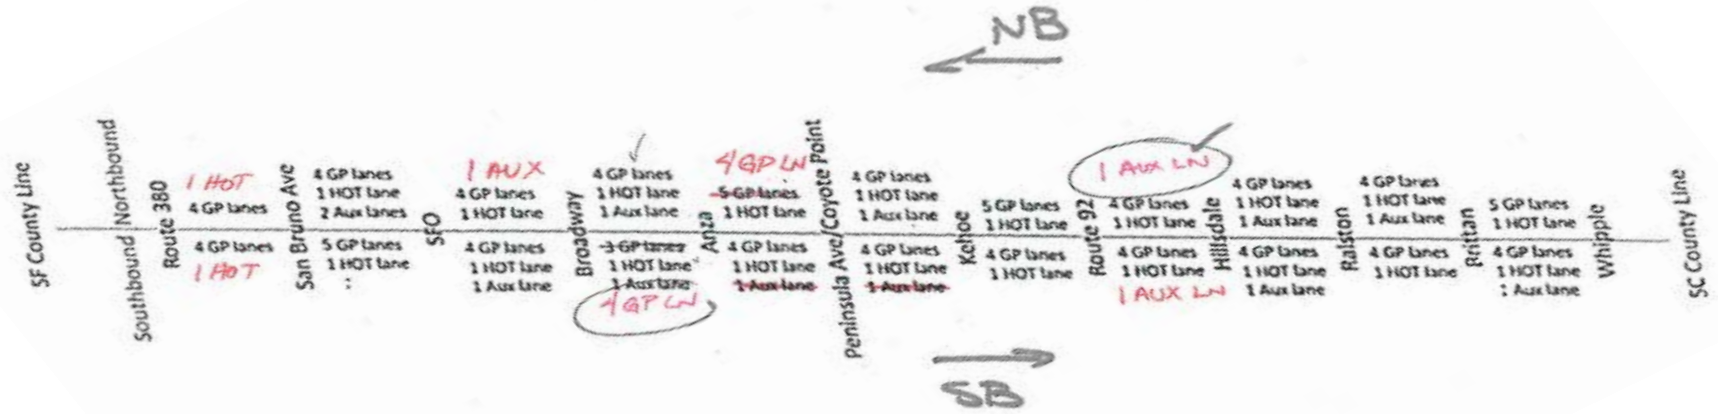 NB
SF County Line
Southbound Northbound
Route 380
1 HOT
4 GP lanes
4 GP lanes
1 HOT
San Bruno Ave
4 GP lanes
1 HOT lane
2 Aux lanes
5 GP lanes
1 HOT lane
SFO
1 AUX
4 GP lanes
1 HOT lane
4 GP lanes
1 HOT lane
1 Aux lane
Broadway
4 GP lanes
1 HOT lane
1 Aux lane
3 GP lanes
1 HOT lane
1 Aux lane
4 GP LN
Anza
4 GP LN
5 GP lanes
1 HOT lane
4 GP lanes
1 HOT lane
1 Aux lane
Peninsula Ave/Coyote Point
4 GP lanes
1 HOT lane
1 Aux lane
4 GP lanes
1 HOT lane
1 Aux lane
Kehoe
5 GP lanes
1 HOT lane
4 GP lanes
1 HOT lane
Route 92
1 AUX LN
4 GP lanes
1 HOT lane
4 GP lanes
1 HOT lane
1 AUX LN
Hillsdale
4 GP lanes
1 HOT lane
1 Aux lane
4 GP lanes
1 HOT lane
1 Aux lane
Ralston
4 GP lanes
1 HOT lane
1 Aux lane
4 GP lanes
1 HOT lane
Brittan
5 GP lanes
1 HOT lane
4 GP lanes
1 HOT lane
: Aux lane
Whipple
SC County Line
SB